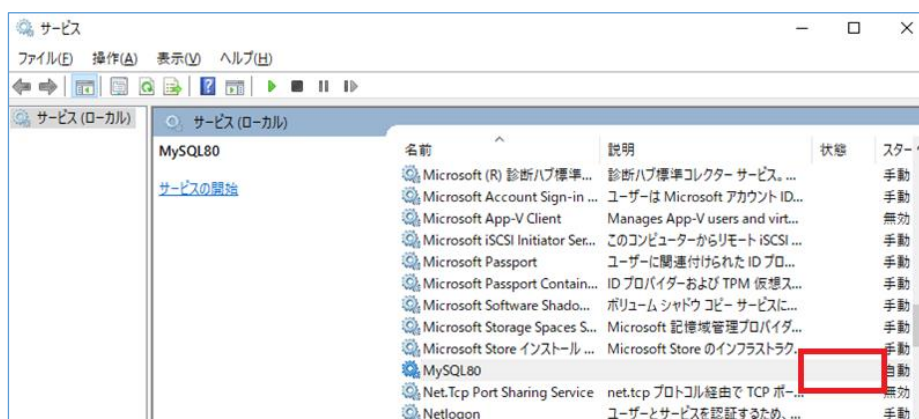 サービス
ファイル(F) 操作(A) 表示(V) ヘルプ(H)
サービス (ローカル)
サービス (ローカル)
MySQL80
サービスの開始
名前 説明 状態 スター
Microsoft (R) 診断ハブ標準... 診断ハブ標準コレクター サービス。... 手動
Microsoft Account Sign-in ... ユーザーは Microsoft アカウント ID... 手動
Microsoft App-V Client Manages App-V users and virt... 無効
Microsoft iSCSI Initiator Ser... このコンピューターからリモート iSCSI ... 手動
Microsoft Passport ユーザーに関連付けられた ID プロ... 手動
Microsoft Passport Contain... ID プロバイダーおよび TPM 仮想ス... 手動
Microsoft Software Shado... ボリューム シャドウ コピー サービスに... 手動
Microsoft Storage Spaces S... Microsoft 記憶域管理プロバイダ... 手動
Microsoft Store インストール ... Microsoft Store のインフラストラク... 手動
MySQL80 自動
Net.Tcp Port Sharing Service net.tcp プロトコル経由で TCP ポー... 無効
Netlogon ユーザーとサービスを認証するため、... 手動